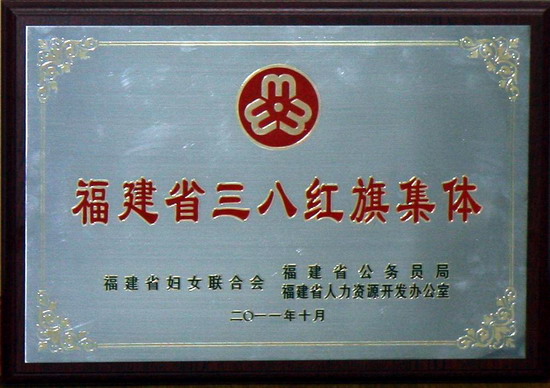 福建省三八红旗集体
福建省公务员局
福建省妇女联合会
福建省人力资源开发办公室
二〇一一年十月